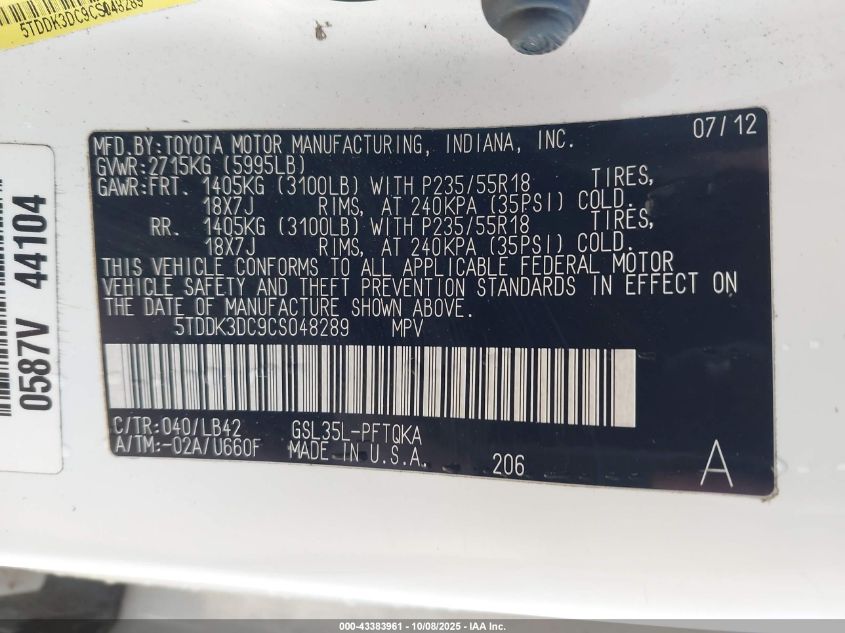 5TDDK3DC9CS048289
0587V 44104
MFD.BY:TOYOTA MOTOR MANUFACTURING, INDIANA, INC. 07/12
GVWR:2715KG (5995LB)
GAWR:FRT. 1405KG (3100LB) WITH P235/55R18 TIRES,
18X7J RIMS, AT 240KPA (35PSI) COLD.
RR. 1405KG (3100LB) WITH P235/55R18 TIRES,
18X7J RIMS, AT 240KPA (35PSI) COLD.
THIS VEHICLE CONFORMS TO ALL APPLICABLE FEDERAL MOTOR
VEHICLE SAFETY AND THEFT PREVENTION STANDARDS IN EFFECT ON
THE DATE OF MANUFACTURE SHOWN ABOVE.
5TDDK3DC9CS048289 MPV
C/TR:040/LB42 GSL35L-PFTQKA
A/TM:-02A/U660F MADE IN U.S.A. 206 A
000-43383961 - 10/08/2025 - IAA Inc.